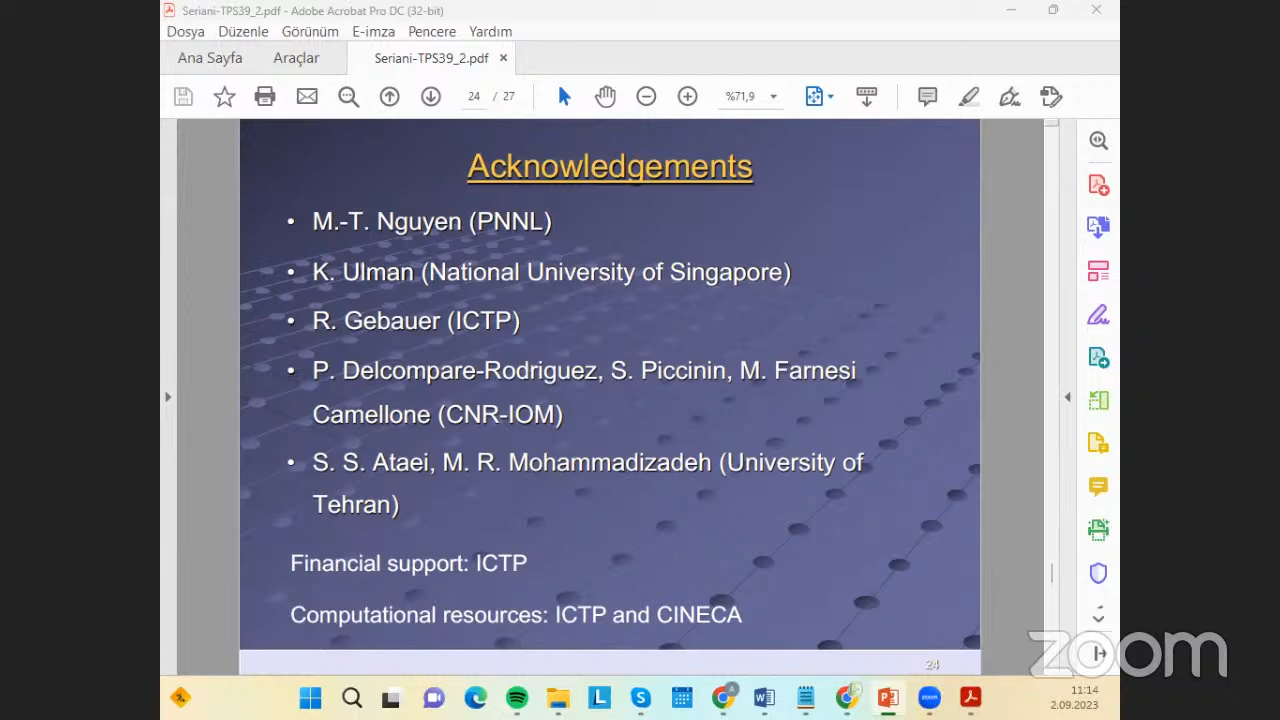 Seriani-TPS39_2.pdf - Adobe Acrobat Pro DC (32-bit)
Dosya Düzenle Görünüm E-imza Pencere Yardım
Ana Sayfa Araçlar Seriani-TPS39_2.pdf ×
24 / 27 %71,9
Acknowledgements
• M.-T. Nguyen (PNNL)
• K. Ulman (National University of Singapore)
• R. Gebauer (ICTP)
• P. Delcompare-Rodriguez, S. Piccinin, M. Farnesi
Camellone (CNR-IOM)
• S. S. Ataei, M. R. Mohammadizadeh (University of
Tehran)
Financial support: ICTP
Computational resources: ICTP and CINECA
24
zoom
11:14
2.09.2023